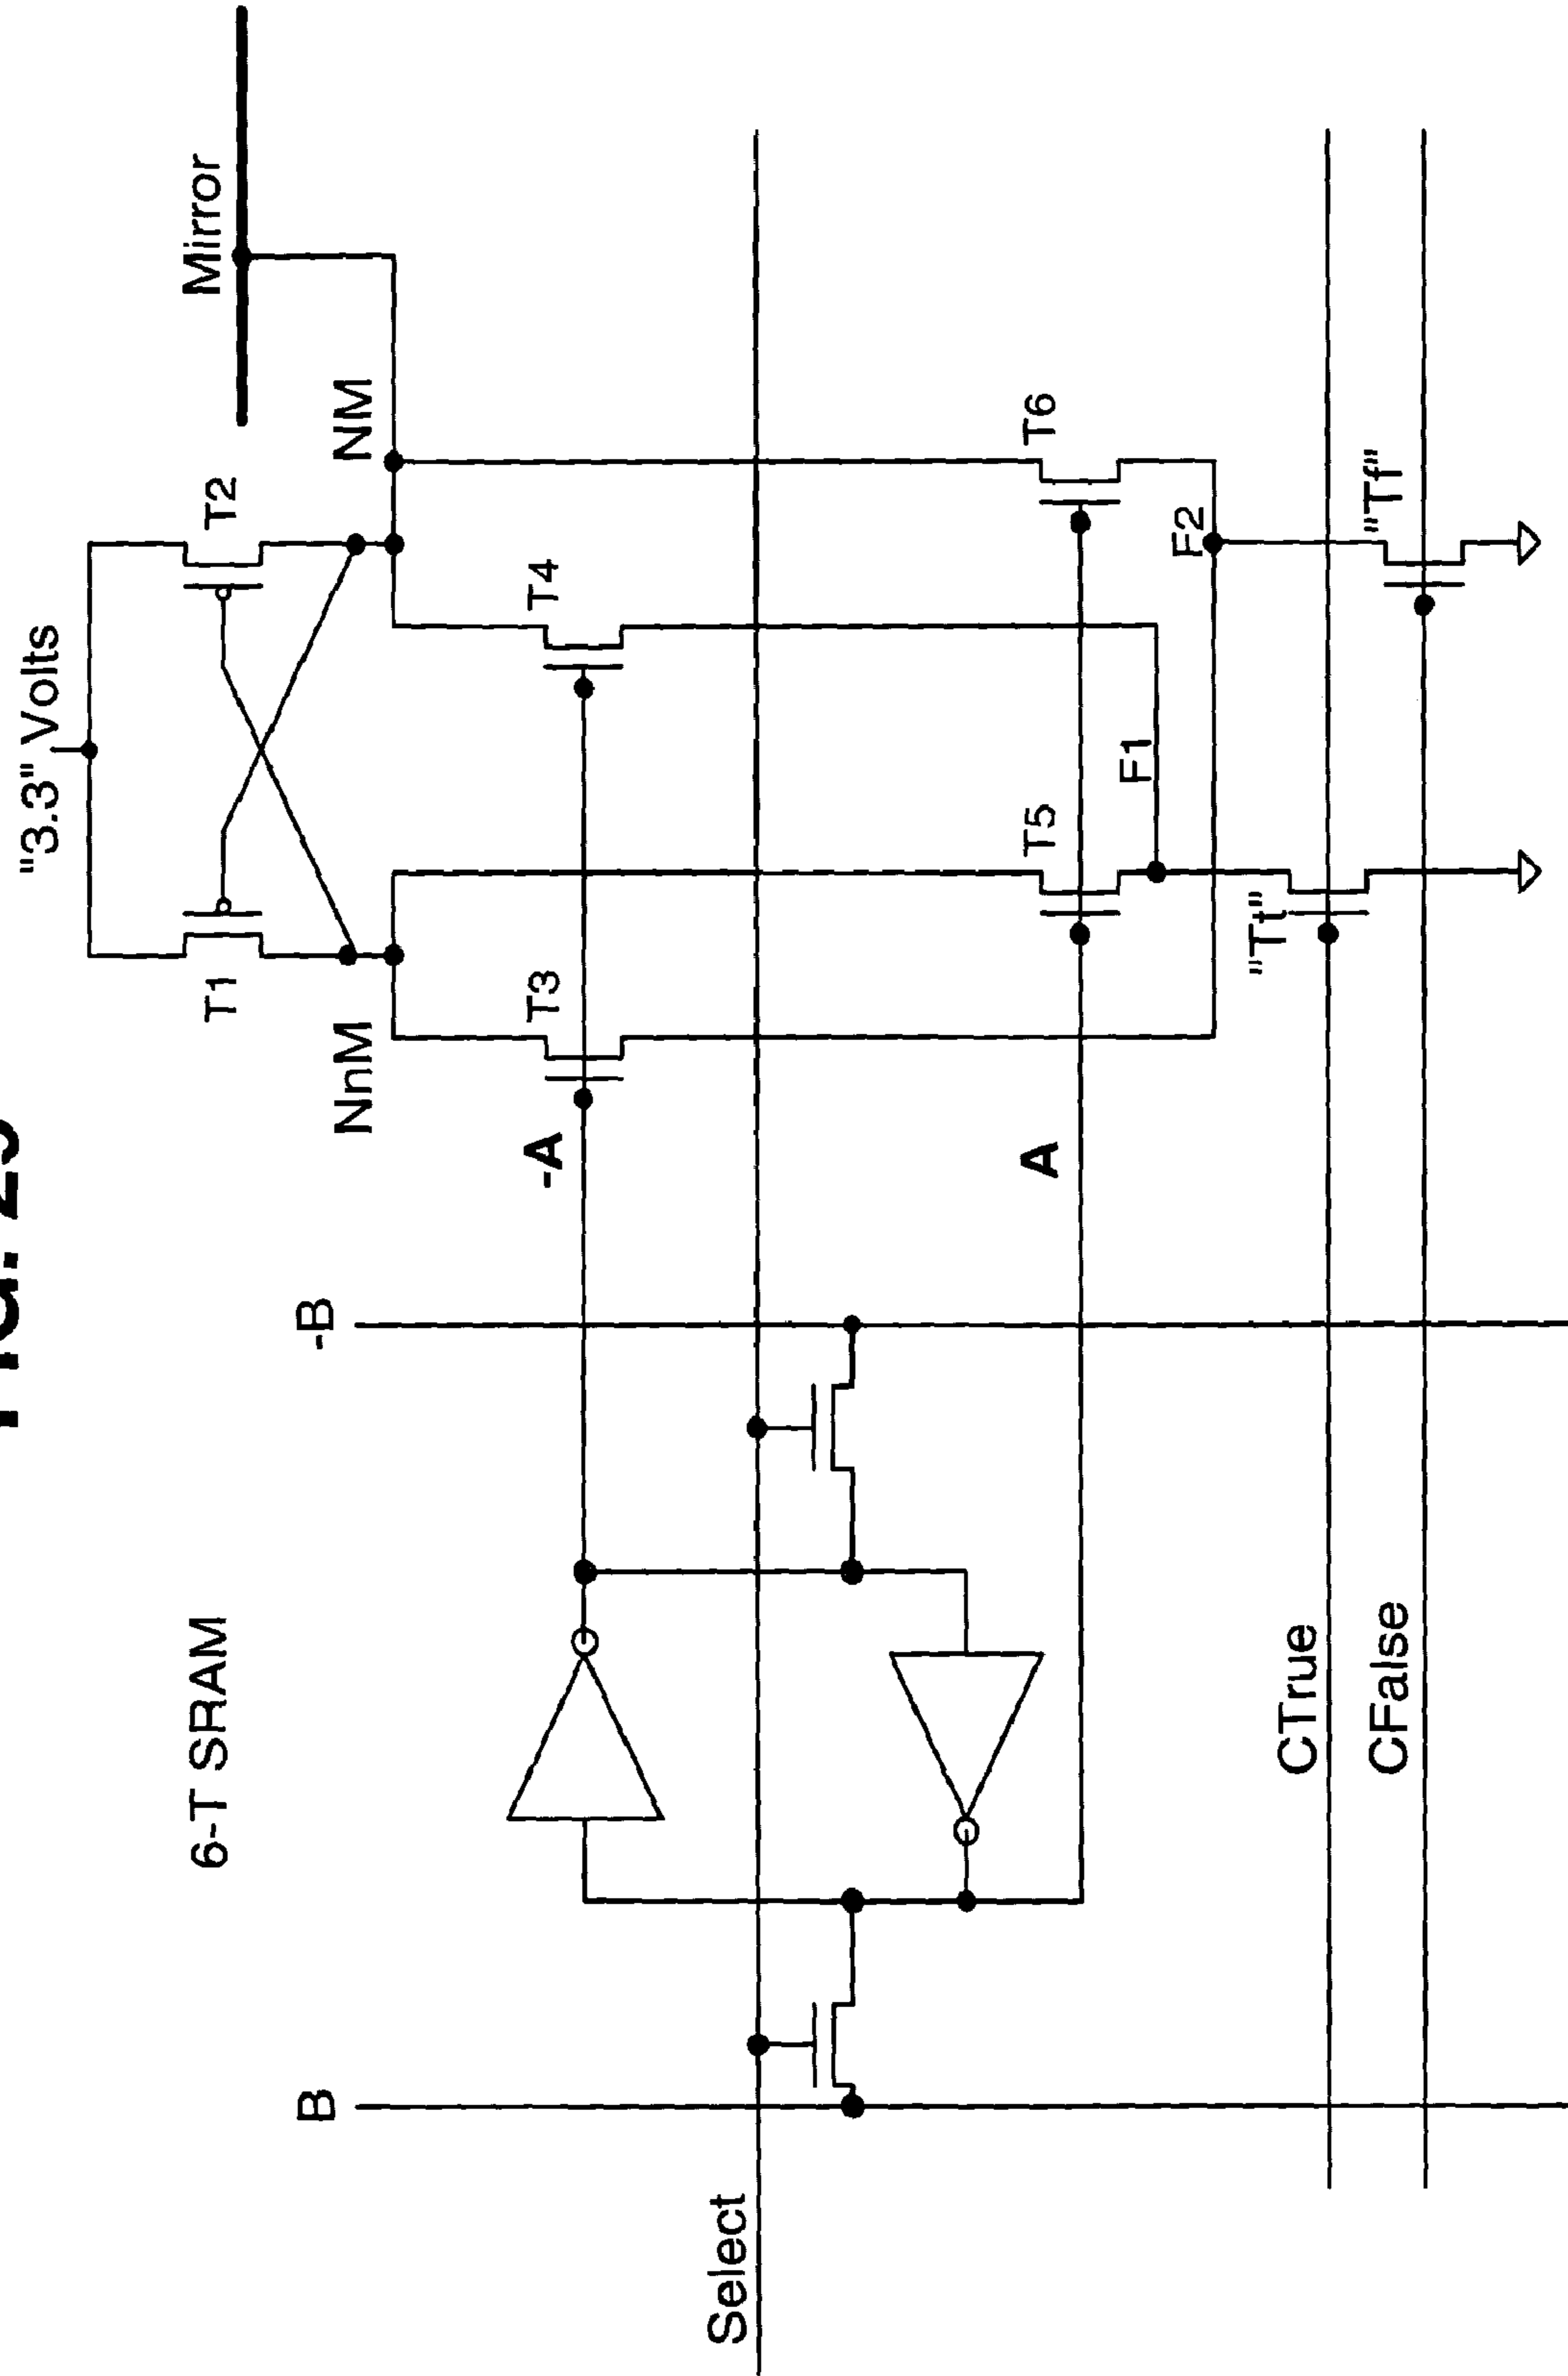 "3.3" Volts
Mirror
T1
T2
NnM
NM
6-T SRAM
B
-B
-A
T3
T4
Select
A
T5
T6
F1
F2
CTrue
"Tt"
CFalse
"Tf"